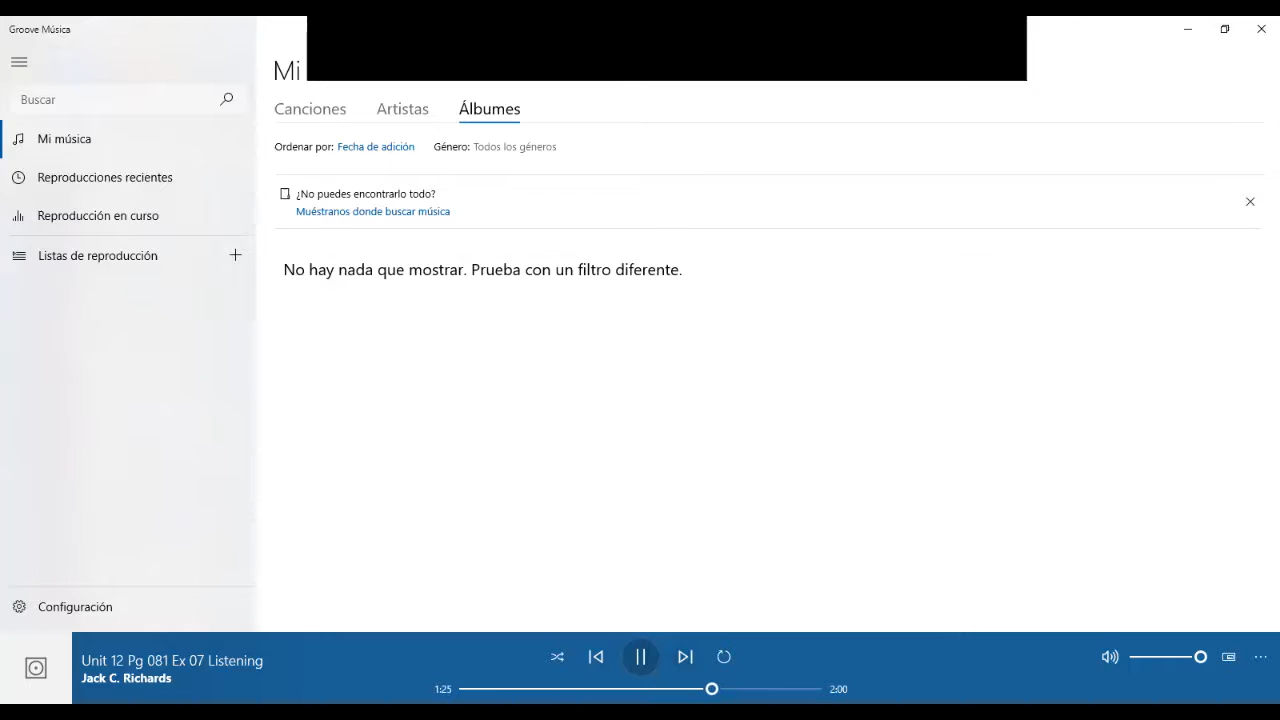 Groove Música
Mi
Buscar
Canciones Artistas Álbumes
Mi música
Ordenar por: Fecha de adición Género: Todos los géneros
Reproducciones recientes
¿No puedes encontrarlo todo?
Muéstranos donde buscar música
Reproducción en curso
Listas de reproducción
No hay nada que mostrar. Prueba con un filtro diferente.
Configuración
Unit 12 Pg 081 Ex 07 Listening
Jack C. Richards
1:25 2:00